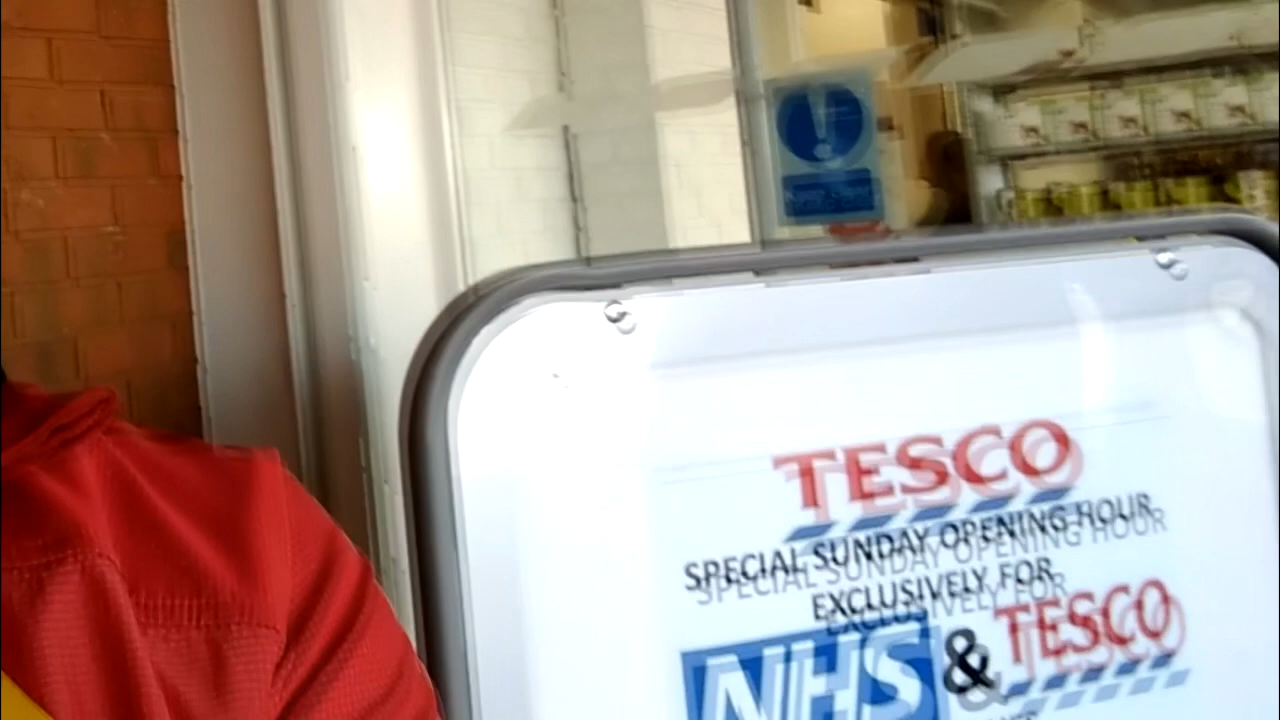 TESCO
SPECIAL SUNDAY OPENING HOUR
EXCLUSIVELY FOR
NHS & TESCO